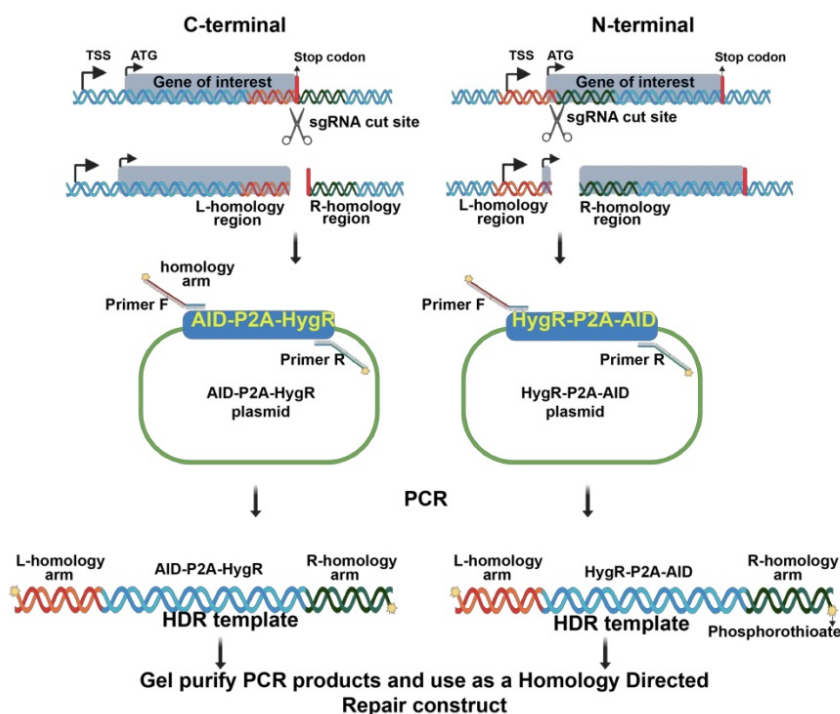 C-terminal
TSS
ATG
Stop codon
Gene of interest
sgRNA cut site
L-homology
region
R-homology
region
homology
arm
Primer F
AID-P2A-HygR
Primer R
AID-P2A-HygR
plasmid
N-terminal
TSS
ATG
Stop codon
Gene of interest
sgRNA cut site
L-homology
region
R-homology
region
Primer F
HygR-P2A-AID
Primer R
HygR-P2A-AID
plasmid
PCR
L-homology
arm
AID-P2A-HygR
R-homology
arm
HDR template
L-homology
arm
HygR-P2A-AID
R-homology
arm
HDR template
Phosphorothioate
Gel purify PCR products and use as a Homology Directed
Repair construct